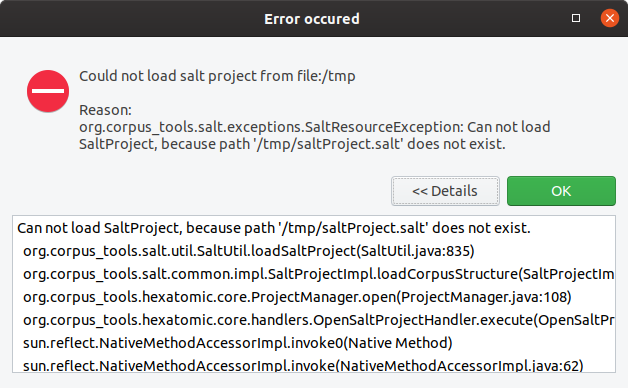 Error occured
Could not load salt project from file:/tmp
Reason:
org.corpus_tools.salt.exceptions.SaltResourceException: Can not load
SaltProject, because path '/tmp/saltProject.salt' does not exist.
<< Details
OK
Can not load SaltProject, because path '/tmp/saltProject.salt' does not exist.
org.corpus_tools.salt.util.SaltUtil.loadSaltProject(SaltUtil.java:835)
org.corpus_tools.salt.common.impl.SaltProjectImpl.loadCorpusStructure(SaltProjectIm
org.corpus_tools.hexatomic.core.ProjectManager.open(ProjectManager.java:108)
org.corpus_tools.hexatomic.core.handlers.OpenSaltProjectHandler.execute(OpenSaltPr
sun.reflect.NativeMethodAccessorImpl.invoke0(Native Method)
sun.reflect.NativeMethodAccessorImpl.invoke(NativeMethodAccessorImpl.java:62)